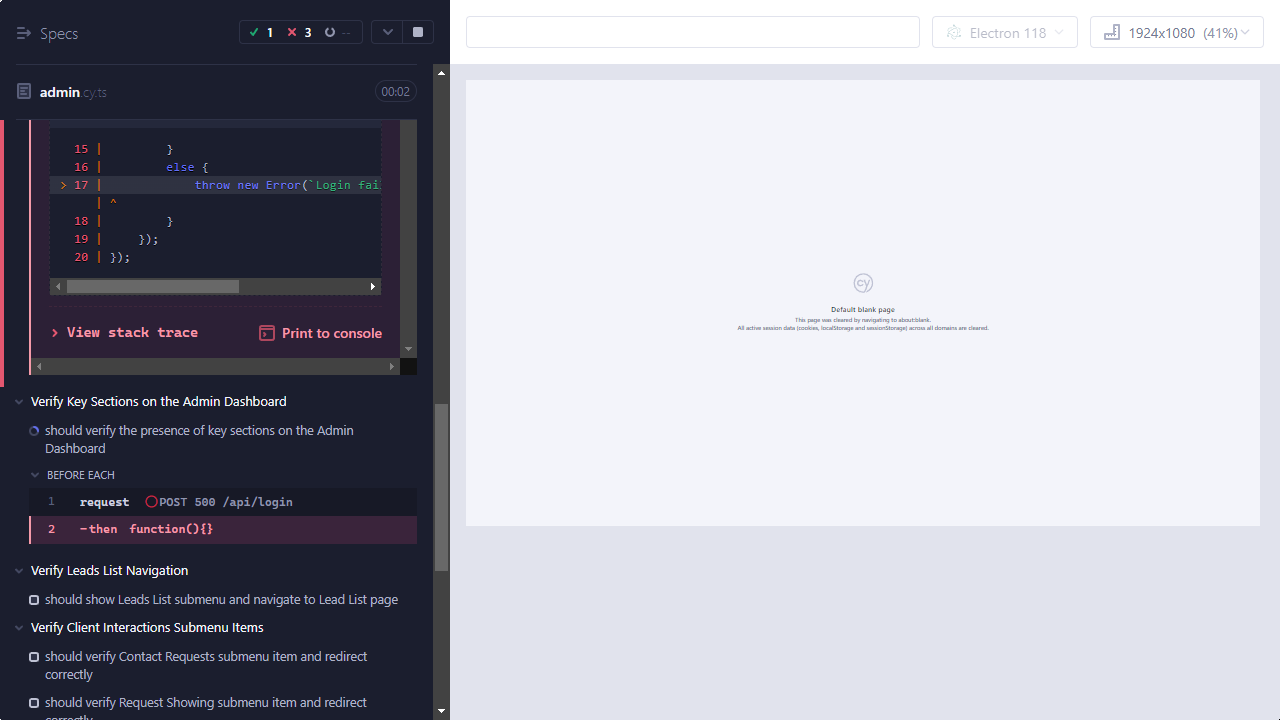 Specs
1
3
--
Electron 118
1924x1080 (41%)
admin.cy.ts
00:02
15 | }
16 | else {
> 17 | throw new Error(`Login fai
| ^
18 | }
19 | });
20 | });
View stack trace
Print to console
Verify Key Sections on the Admin Dashboard
should verify the presence of key sections on the Admin
Dashboard
BEFORE EACH
1 request POST 500 /api/login
2 -then function(){}
Verify Leads List Navigation
should show Leads List submenu and navigate to Lead List page
Verify Client Interactions Submenu Items
should verify Contact Requests submenu item and redirect
correctly
should verify Request Showing submenu item and redirect
correctly
cy
Default blank page
This page was cleared by navigating to about:blank.
All active session data (cookies, localStorage and sessionStorage) across all domains are cleared.